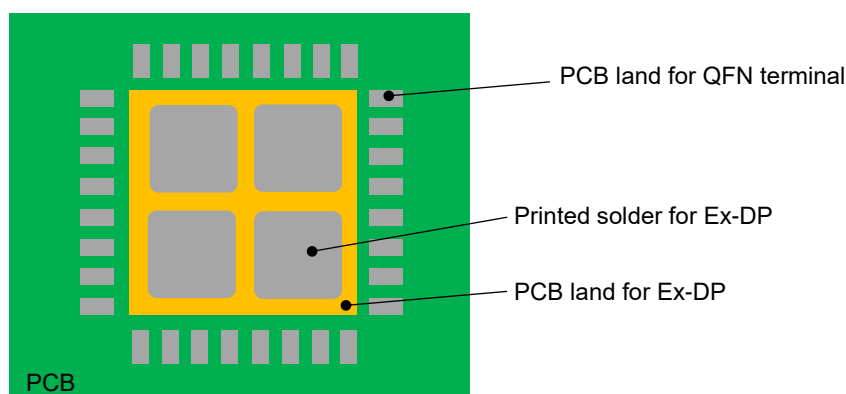 PCB land for QFN terminal
Printed solder for Ex-DP
PCB land for Ex-DP
PCB